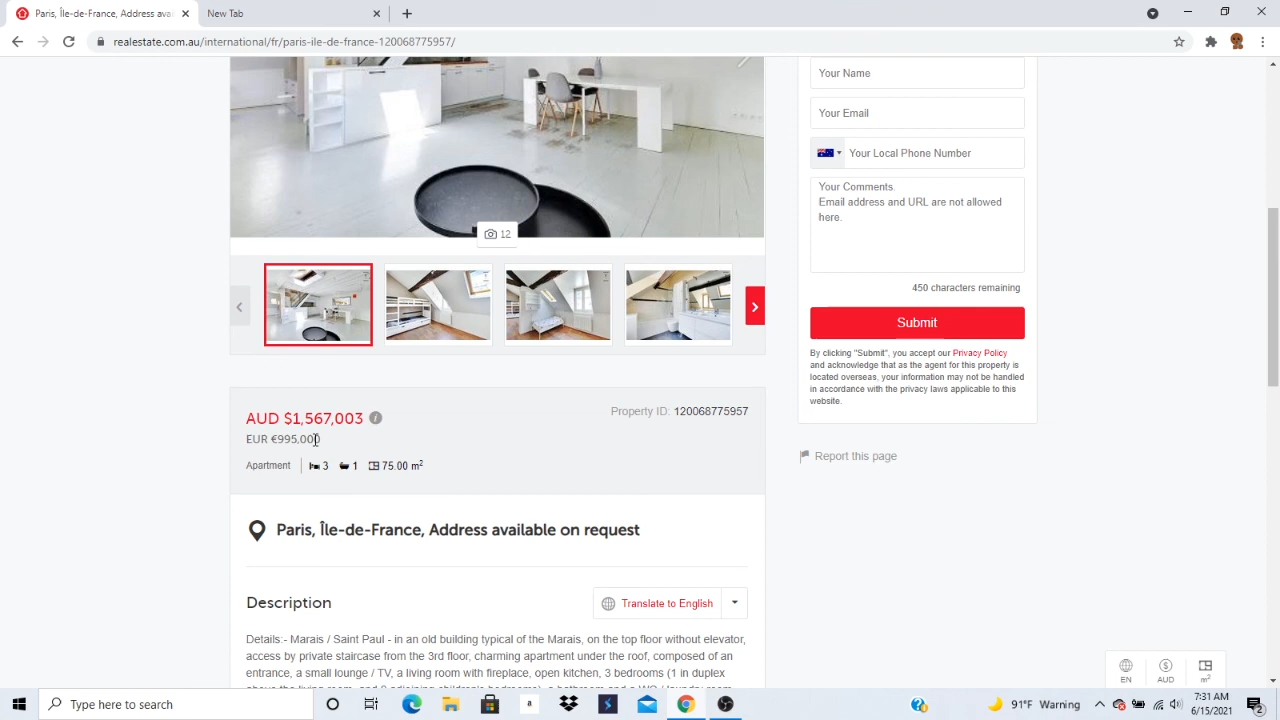 Paris, Île-de-France, Address ava
New Tab
realestate.com.au/international/fr/paris-ile-de-france-120068775957/
Your Name
Your Email
Your Local Phone Number
Your Comments.
Email address and URL are not allowed
here.
450 characters remaining
Submit
By clicking "Submit", you accept our Privacy Policy
and acknowledge that as the agent for this property is
located overseas, your information may not be handled
in accordance with the privacy laws applicable to this
website.
Report this page
12
AUD $1,567,003
Property ID: 120068775957
EUR €995,000
Apartment 3 1 75.00 m²
Paris, Île-de-France, Address available on request
Description
Translate to English
Details:- Marais / Saint Paul - in an old building typical of the Marais, on the top floor without elevator,
access by private staircase from the 3rd floor, charming apartment under the roof, composed of an
entrance, a small lounge / TV, a living room with fireplace, open kitchen, 3 bedrooms (1 in duplex
EN
AUD
m²
Type here to search
91°F Warning
7:31 AM
6/15/2021
2